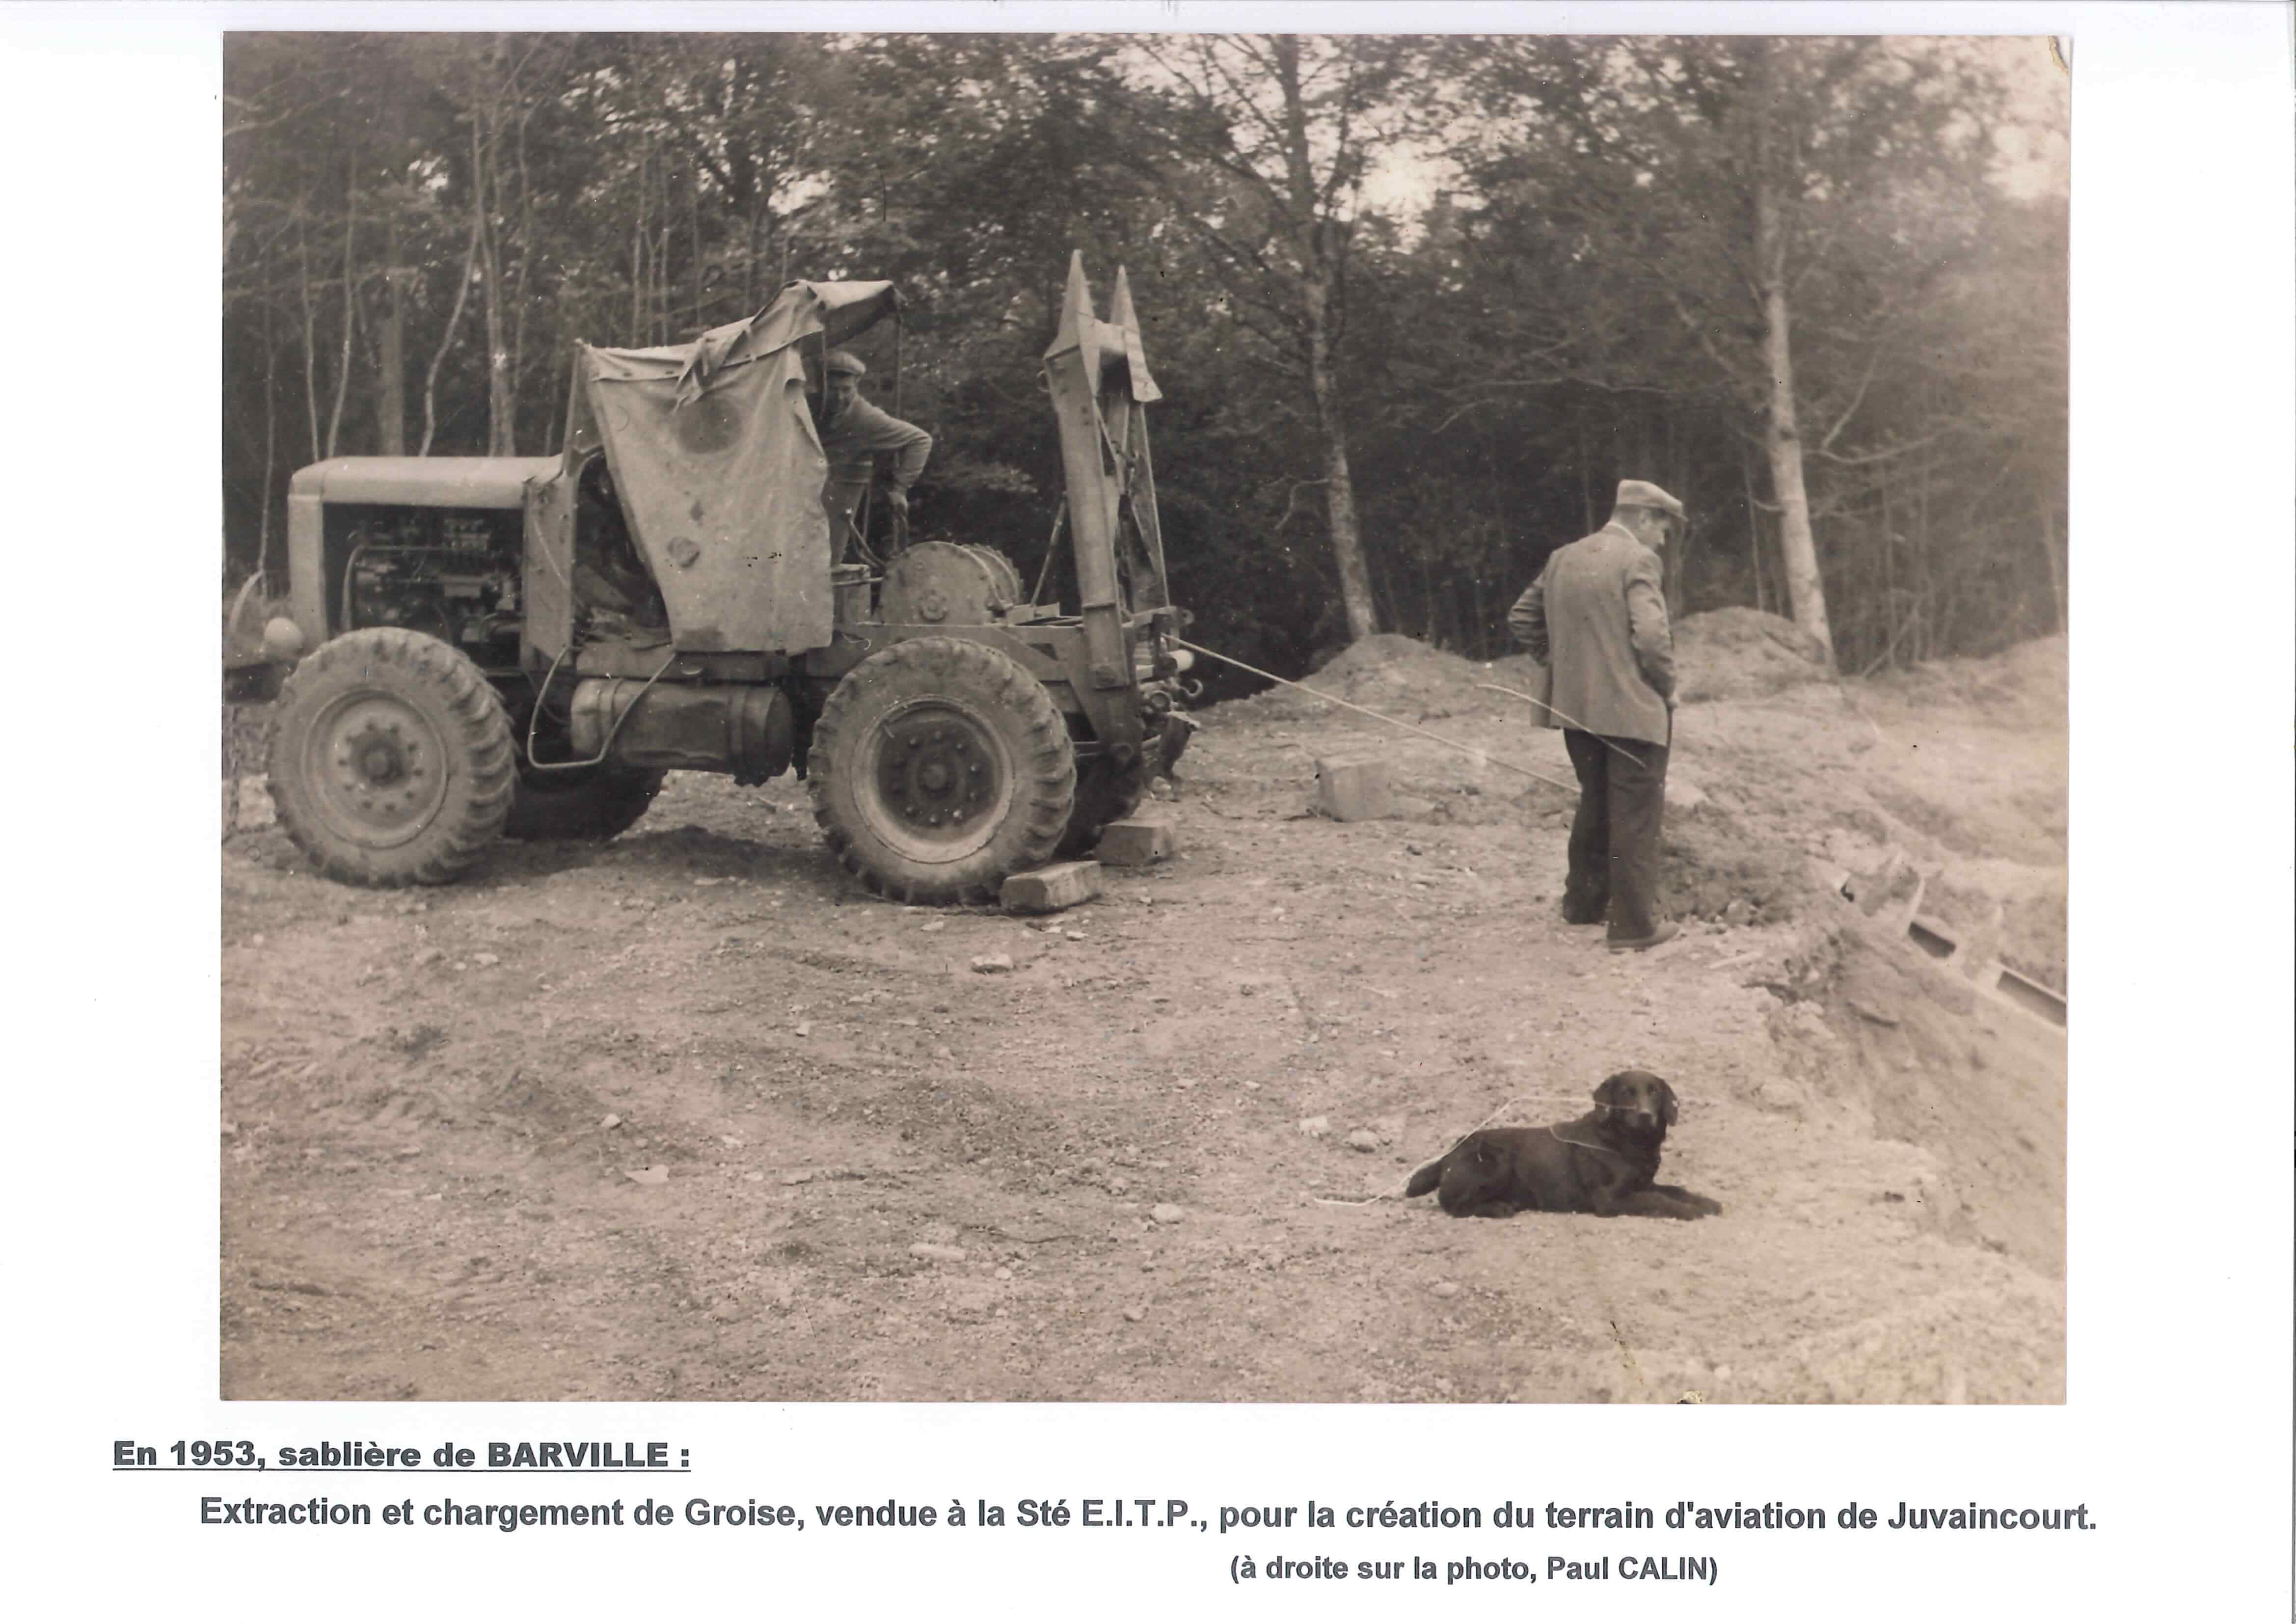 En 1953, sablière de BARVILLE :
Extraction et chargement de Groise, vendue à la Sté E.I.T.P., pour la création du terrain d'aviation de Juvaincourt.
(à droite sur la photo, Paul CALIN)